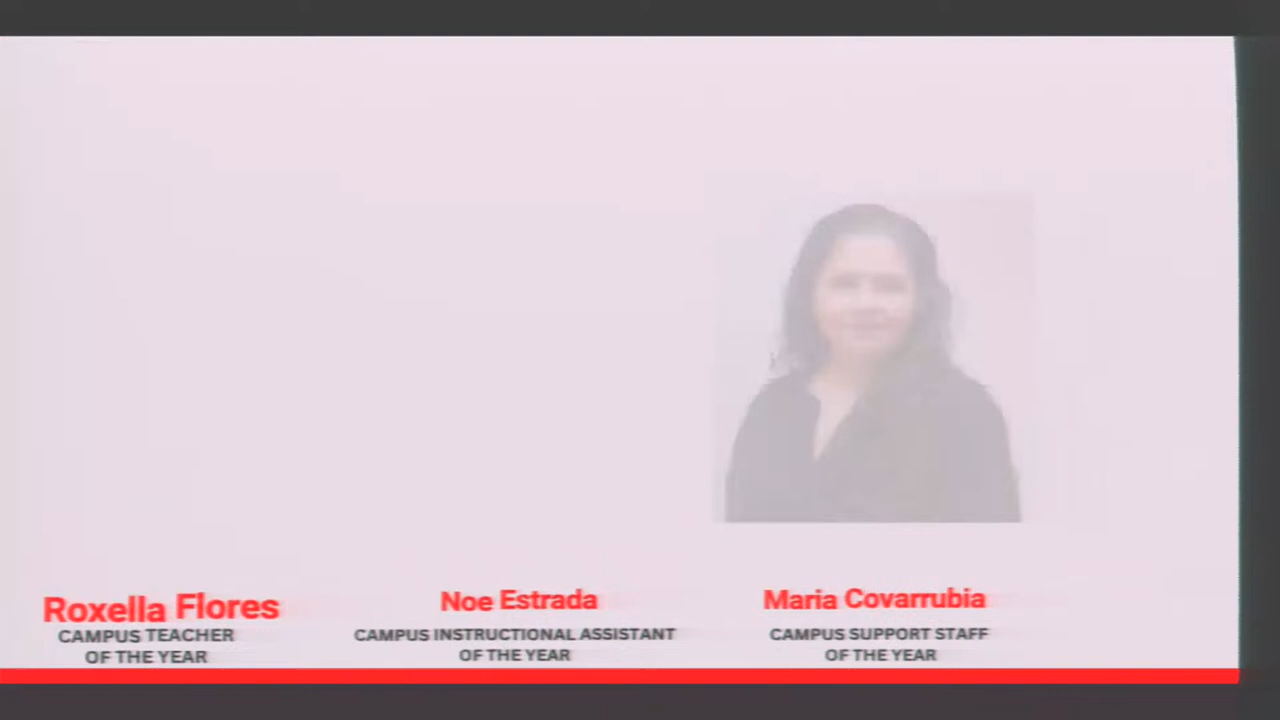 Roxella Flores
CAMPUS TEACHER
OF THE YEAR
Noe Estrada
CAMPUS INSTRUCTIONAL ASSISTANT
OF THE YEAR
Maria Covarrubia
CAMPUS SUPPORT STAFF
OF THE YEAR